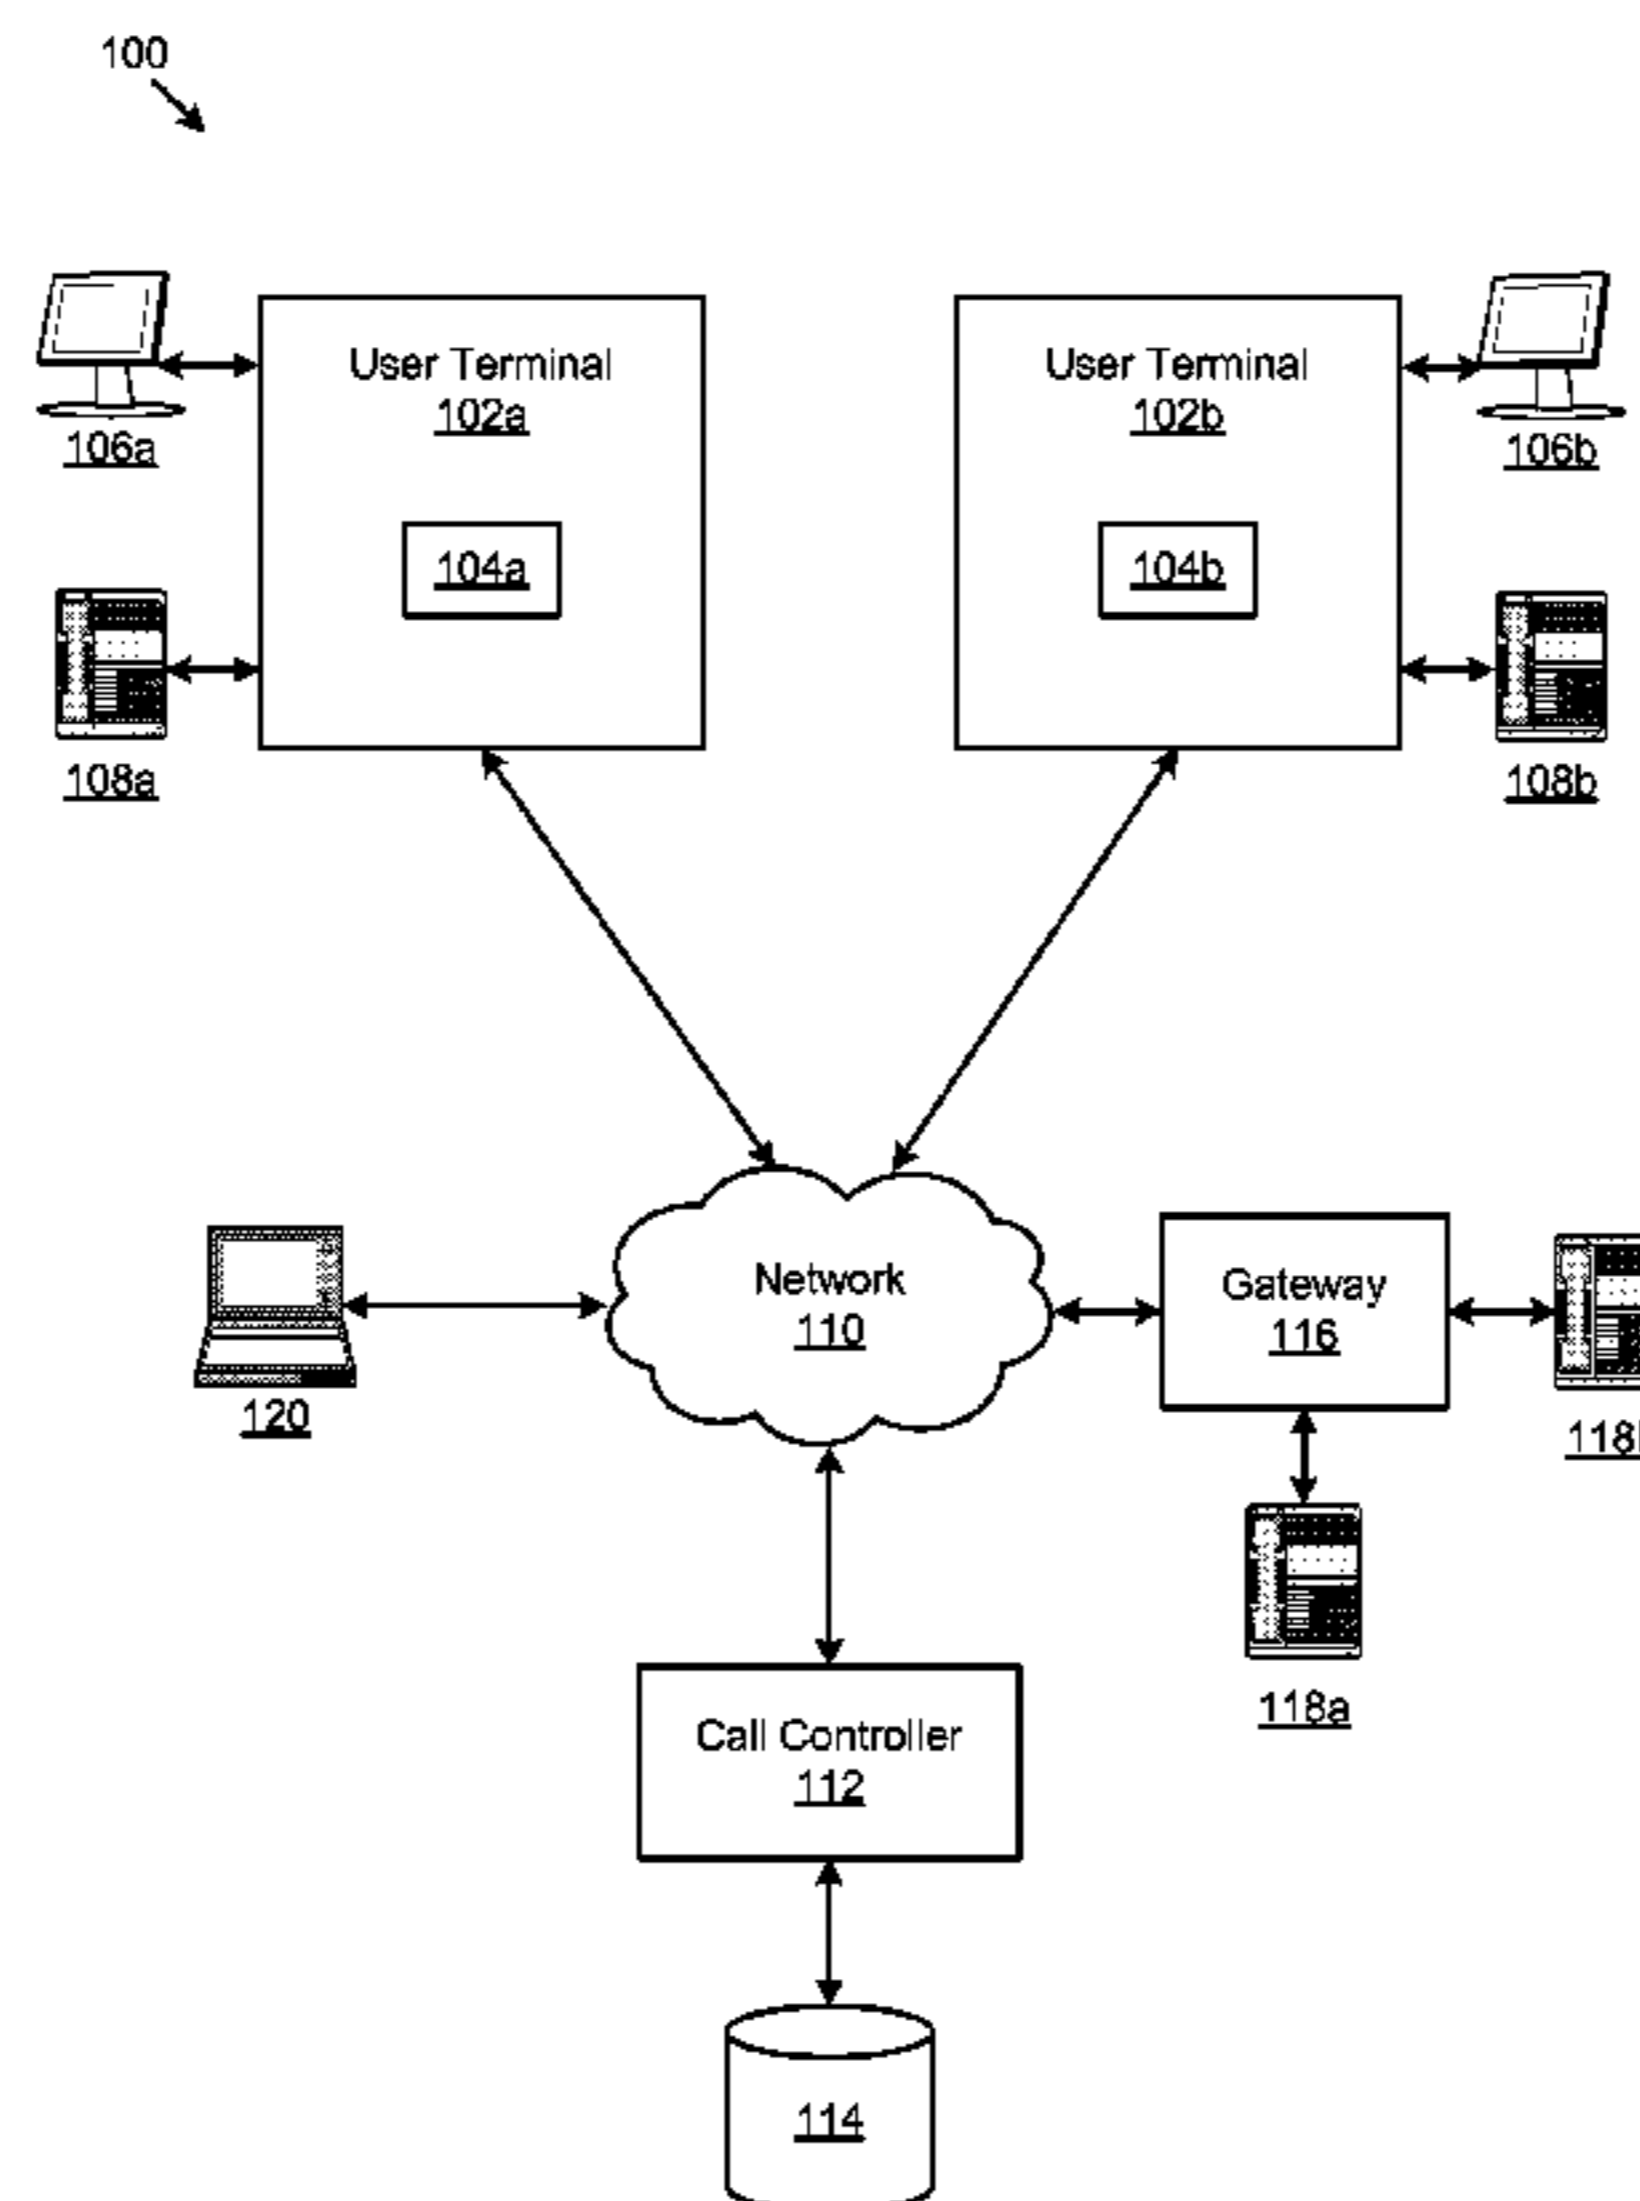 100
User Terminal
102a
User Terminal
102b
106a
106b
104a
104b
108a
108b
Network
110
Gateway
116
120
118a
Call Controller
112
114